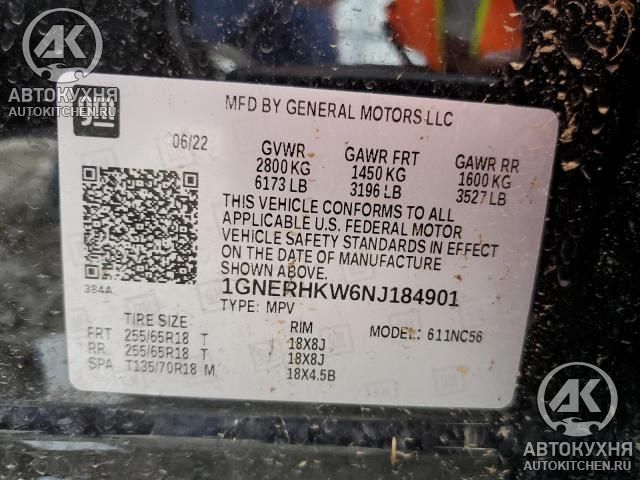 АК
АВТОКУХНЯ
AUTOKITCHEN.RU
GM
MFD BY GENERAL MOTORS LLC
06/22
GVWR GAWR FRT GAWR RR
2800 KG 1450 KG 1600 KG
6173 LB 3196 LB 3527 LB
THIS VEHICLE CONFORMS TO ALL
APPLICABLE U.S. FEDERAL MOTOR
VEHICLE SAFETY STANDARDS IN EFFECT
ON THE DATE OF MANUFACTURE
SHOWN ABOVE.
384A
1GNERHKW6NJ184901
TYPE: MPV
TIRE SIZE RIM MODEL: 611NC56
FRT 255/65R18 T 18X8J
RR 255/65R18 T 18X8J
SPA T135/70R18 M 18X4.5B
АК
АВТОКУХНЯ
AUTOKITCHEN.RU